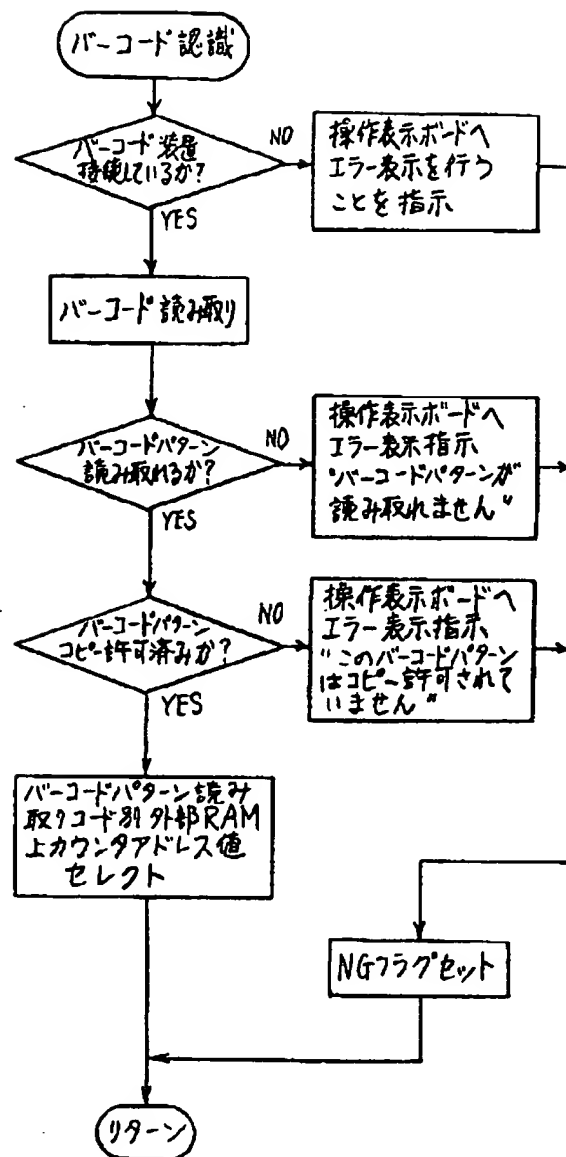 バーコード認識
バーコード装置
接続しているか?
NO
操作表示ボードへ
エラー表示を行う
ことを指示
YES
バーコード読み取り
バーコードパターン
読み取れるか?
NO
操作表示ボードへ
エラー表示指示
"バーコードパターンが
読み取れません"
YES
バーコードパターン
コピー許可済みか?
NO
操作表示ボードへ
エラー表示指示
"このバーコードパターン
はコピー許可されて
いません"
YES
バーコードパターン読み
取りコード別外部RAM
上カウンタアドレス値
セレクト
NGフラグセット
リターン